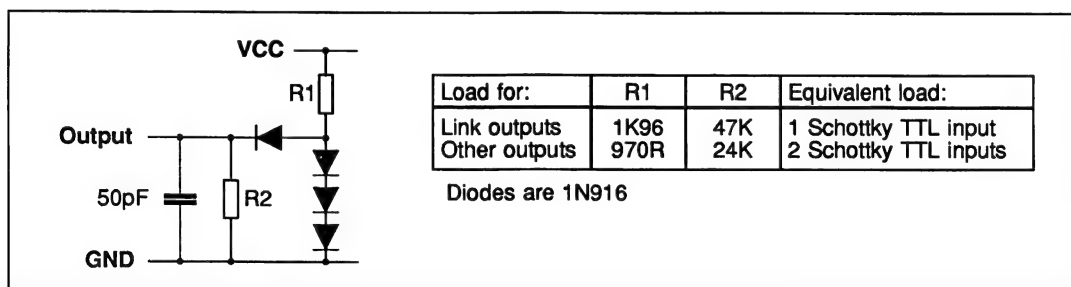 VCC
R1
Output
50pF
R2
GND
Load for: R1 R2 Equivalent load:
Link outputs 1K96 47K 1 Schottky TTL input
Other outputs 970R 24K 2 Schottky TTL inputs
Diodes are 1N916